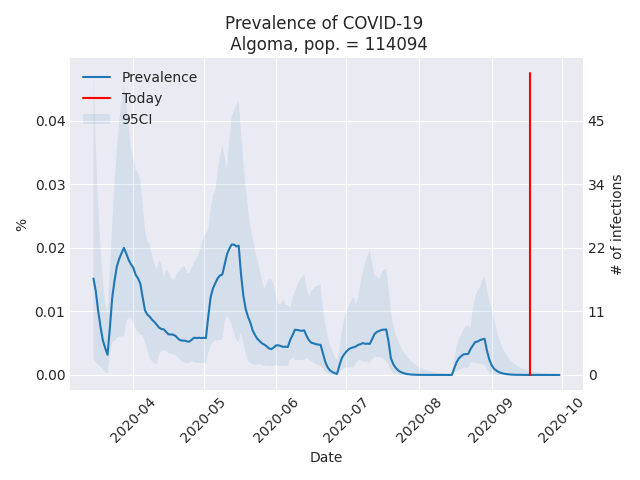 Prevalence of COVID-19
Algoma, pop. = 114094
Prevalence
Today
95CI
0.04
0.03
0.02
0.01
0.00
%
45
34
22
11
0
# of infections
2020-04
2020-05
2020-06
2020-07
2020-08
2020-09
2020-10
Date